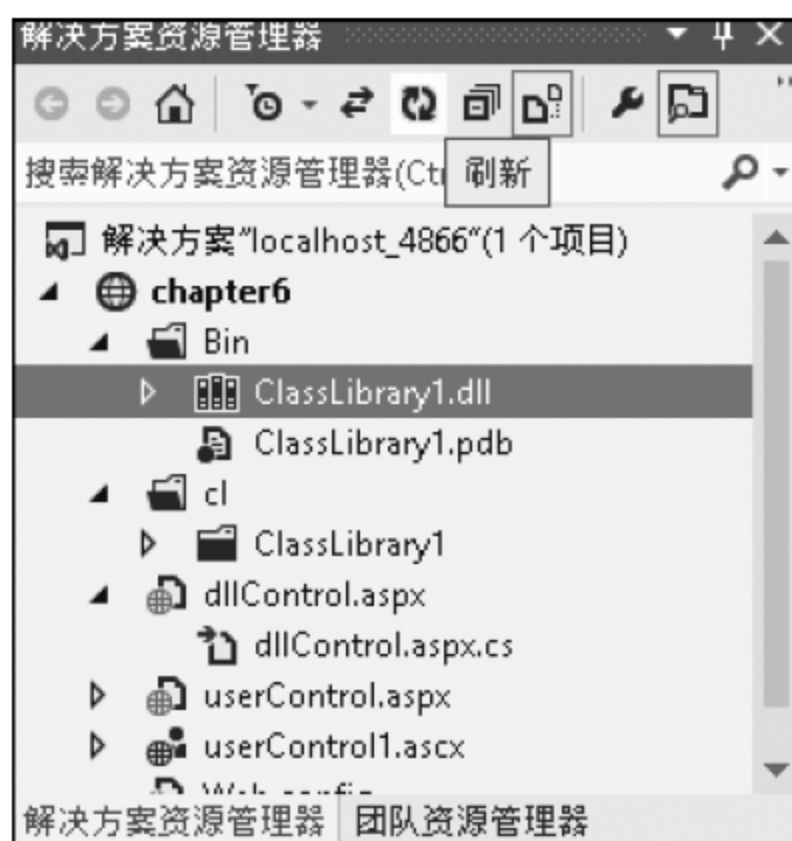 解决方案资源管理器
搜索解决方案资源管理器(Ct
刷新
解决方案"localhost_4866"(1 个项目)
chapter6
Bin
ClassLibrary1.dll
ClassLibrary1.pdb
cl
ClassLibrary1
dllControl.aspx
dllControl.aspx.cs
userControl.aspx
userControl1.ascx
解决方案资源管理器
团队资源管理器